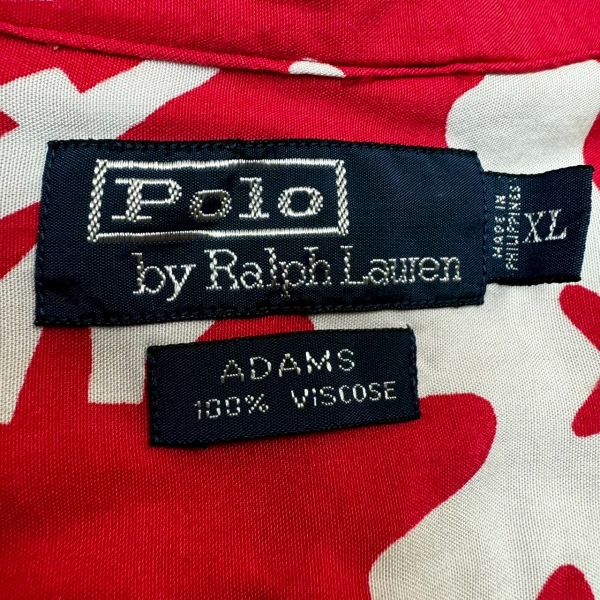 Polo
by Ralph Lauren
MADE IN
PHILIPPINES
XL
ADAMS
100% VISCOSE